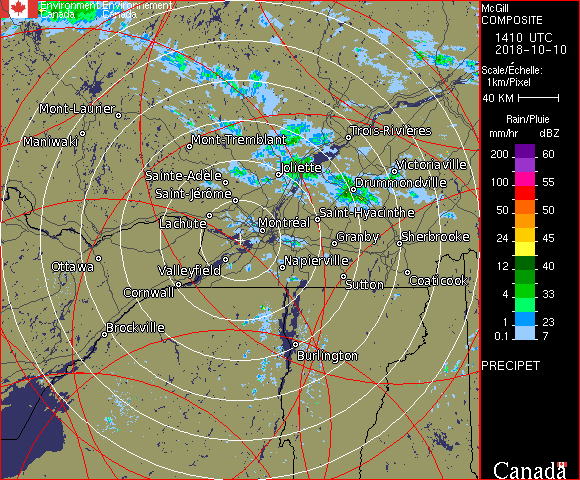 Environment Environnement
Canada Canada
McGill
COMPOSITE
1410 UTC
2018-10-10
Scale/Échelle:
1km/Pixel
40 KM
Rain/Pluie
mm/hr dBZ
200 60
100 55
50 50
24 45
12 40
4 33
1 23
0.1 7
PRECIPET
Mont-Laurier
Maniwaki
Mont-Tremblant
Trois-Rivières
Joliette
Victoriaville
Sainte-Adèle
Drummondville
Saint-Jérôme
Saint-Hyacinthe
Lachute
Montréal
Granby
Sherbrooke
Ottawa
Valleyfield
Napierville
Cornwall
Sutton
Coaticook
Brockville
Burlington
Canada